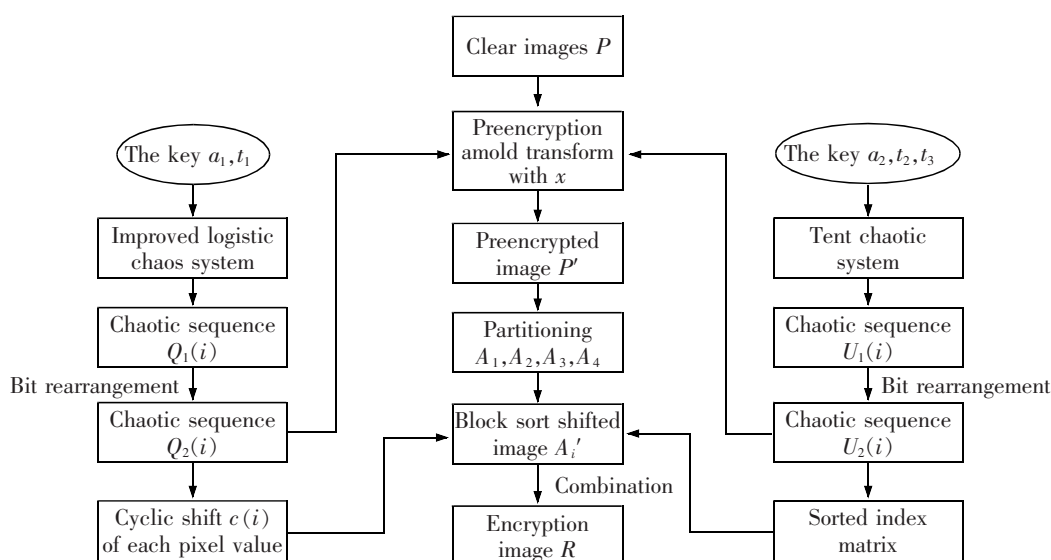 Clear images P
Preencryption
amold transform
with x
The key a₁,t₁
The key a₂,t₂,t₃
Improved logistic
chaos system
Preencrypted
image P′
Tent chaotic
system
Chaotic sequence
Q₁(i)
Partitioning
A₁,A₂,A₃,A₄
Chaotic sequence
U₁(i)
Bit rearrangement
Bit rearrangement
Chaotic sequence
Q₂(i)
Block sort shifted
image Aᵢ′
Chaotic sequence
U₂(i)
Combination
Cyclic shift c(i)
of each pixel value
Encryption
image R
Sorted index
matrix